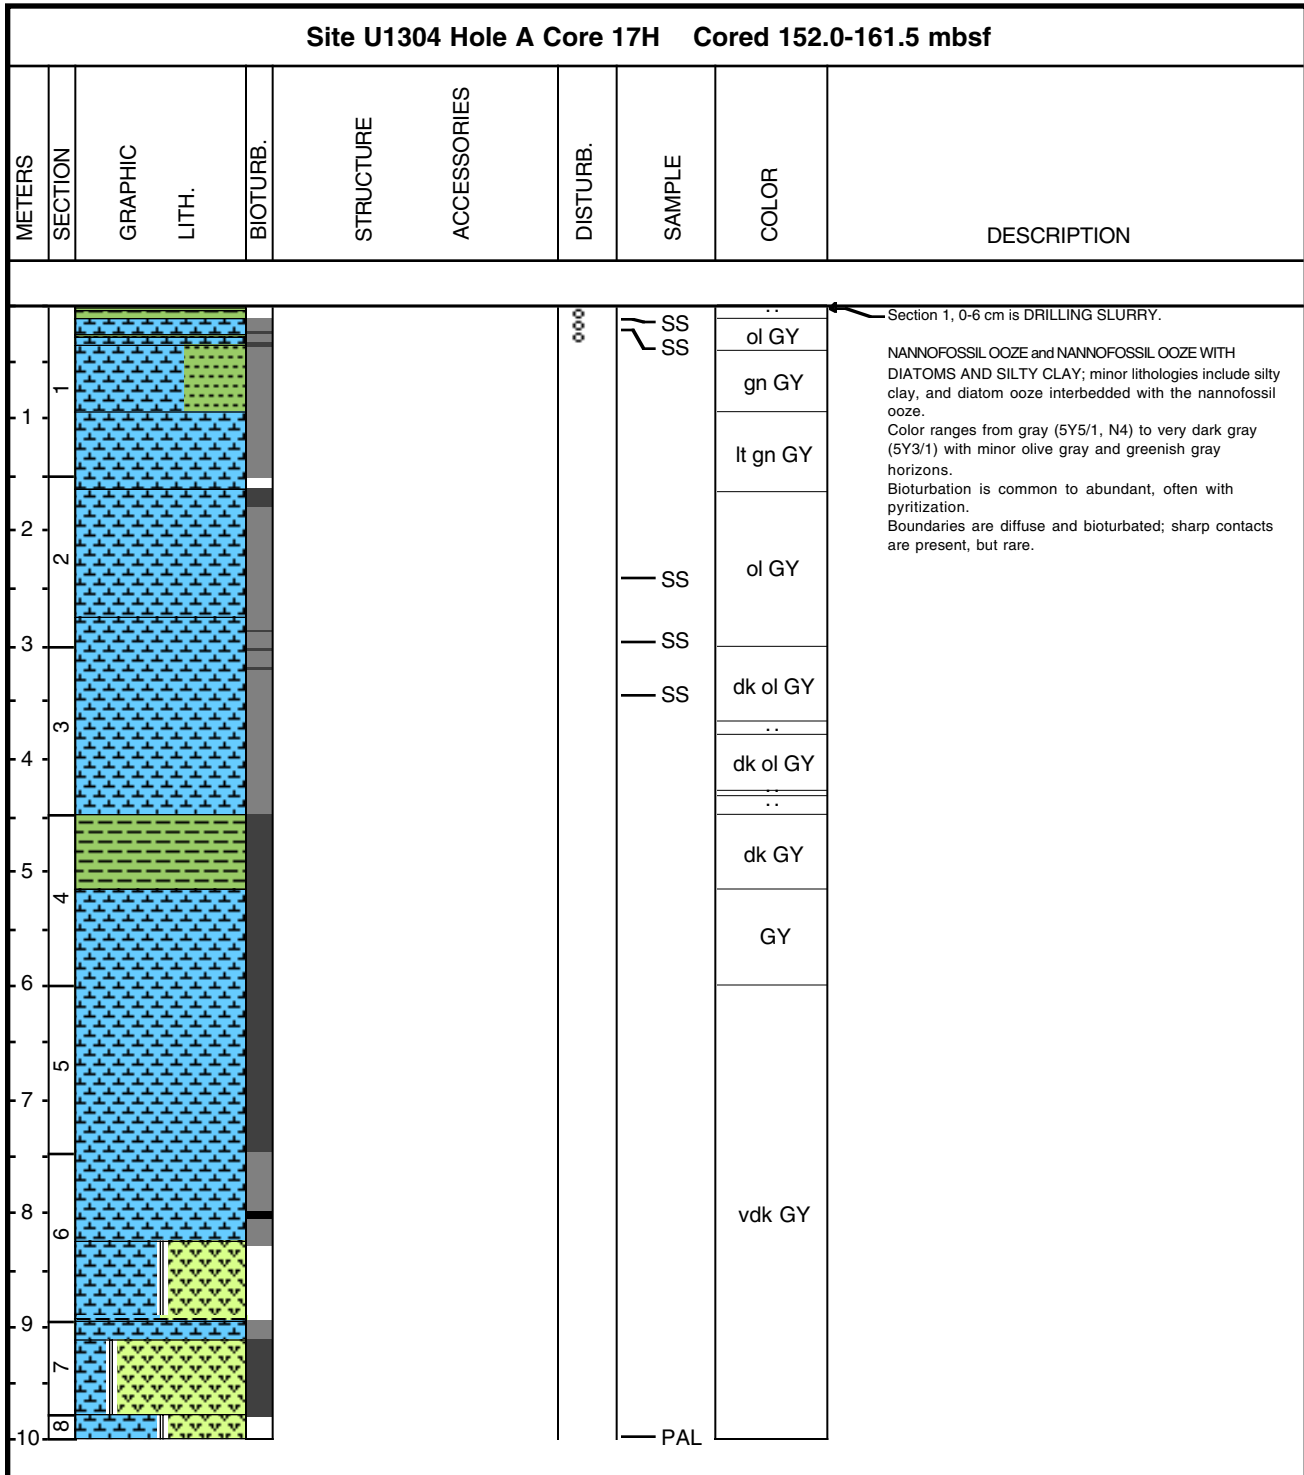 Site U1304 Hole A Core 17H Cored 152.0-161.5 mbsf
METERS
SECTION
GRAPHIC
LITH.
BIOTURB.
STRUCTURE
ACCESSORIES
DISTURB.
SAMPLE
COLOR
DESCRIPTION
1
2
3
4
5
6
7
8
9
10
1
2
3
4
5
6
7
8
SS
SS
SS
SS
SS
PAL
. .
ol GY
gn GY
lt gn GY
ol GY
dk ol GY
. .
dk ol GY
. .
. .
dk GY
GY
vdk GY
Section 1, 0-6 cm is DRILLING SLURRY.
NANNOFOSSIL OOZE and NANNOFOSSIL OOZE WITH
DIATOMS AND SILTY CLAY; minor lithologies include silty
clay, and diatom ooze interbedded with the nannofossil
ooze.
Color ranges from gray (5Y5/1, N4) to very dark gray
(5Y3/1) with minor olive gray and greenish gray
horizons.
Bioturbation is common to abundant, often with
pyritization.
Boundaries are diffuse and bioturbated; sharp contacts
are present, but rare.